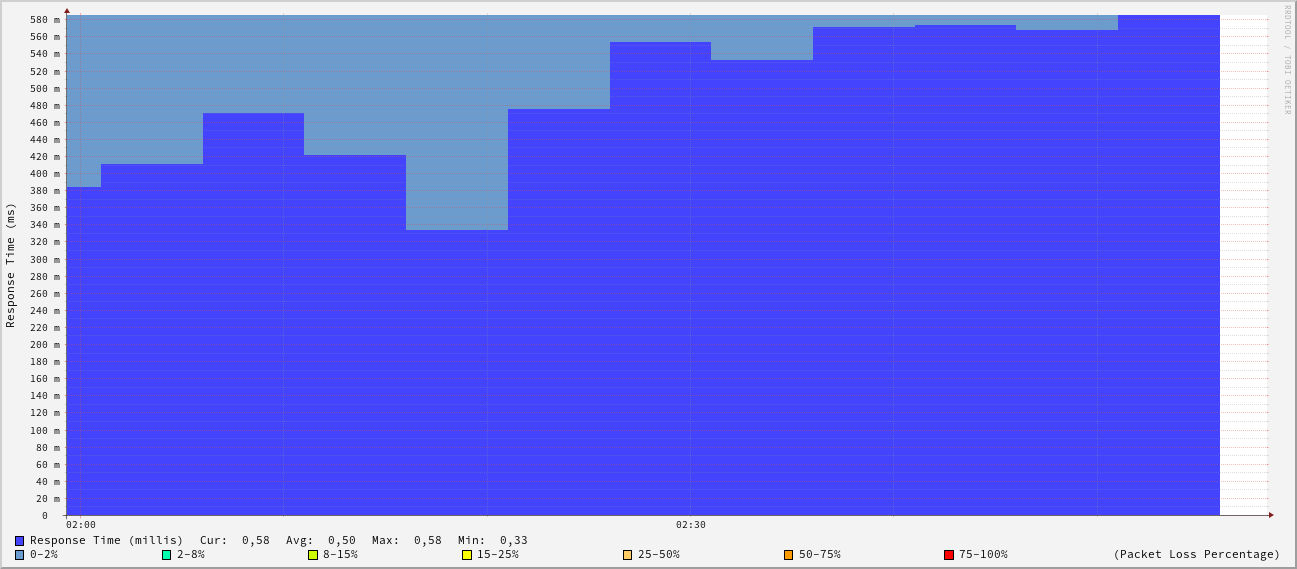 RRDTOOL / TOBI OETIKER
Response Time (ms)
580 m
560 m
540 m
520 m
500 m
480 m
460 m
440 m
420 m
400 m
380 m
360 m
340 m
320 m
300 m
280 m
260 m
240 m
220 m
200 m
180 m
160 m
140 m
120 m
100 m
80 m
60 m
40 m
20 m
0
02:00 02:30
Response Time (millis) Cur: 0,58 Avg: 0,50 Max: 0,58 Min: 0,33
0-2% 2-8% 8-15% 15-25% 25-50% 50-75% 75-100% (Packet Loss Percentage)